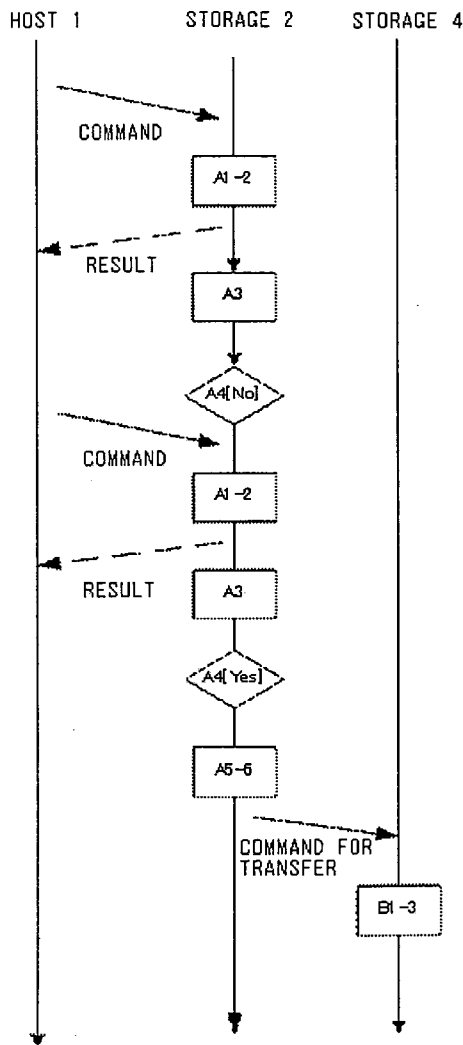 HOST 1 STORAGE 2 STORAGE 4
COMMAND
A1-2
RESULT
A3
A4[No]
COMMAND
A1-2
RESULT
A3
A4[Yes]
A5-6
COMMAND FOR
TRANSFER
B1-3